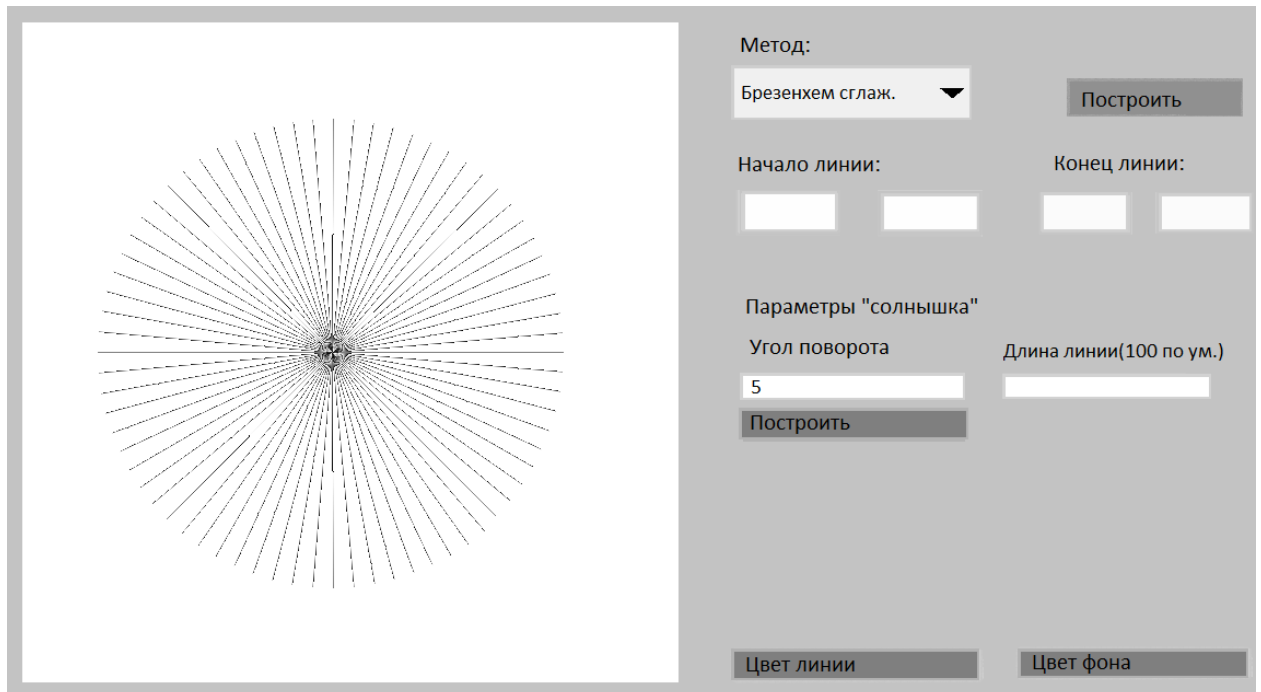 Метод:
Брезенхем сглаж.
Построить
Начало линии:
Конец линии:
Параметры "солнышка"
Угол поворота
Длина линии(100 по ум.)
5
Построить
Цвет линии
Цвет фона